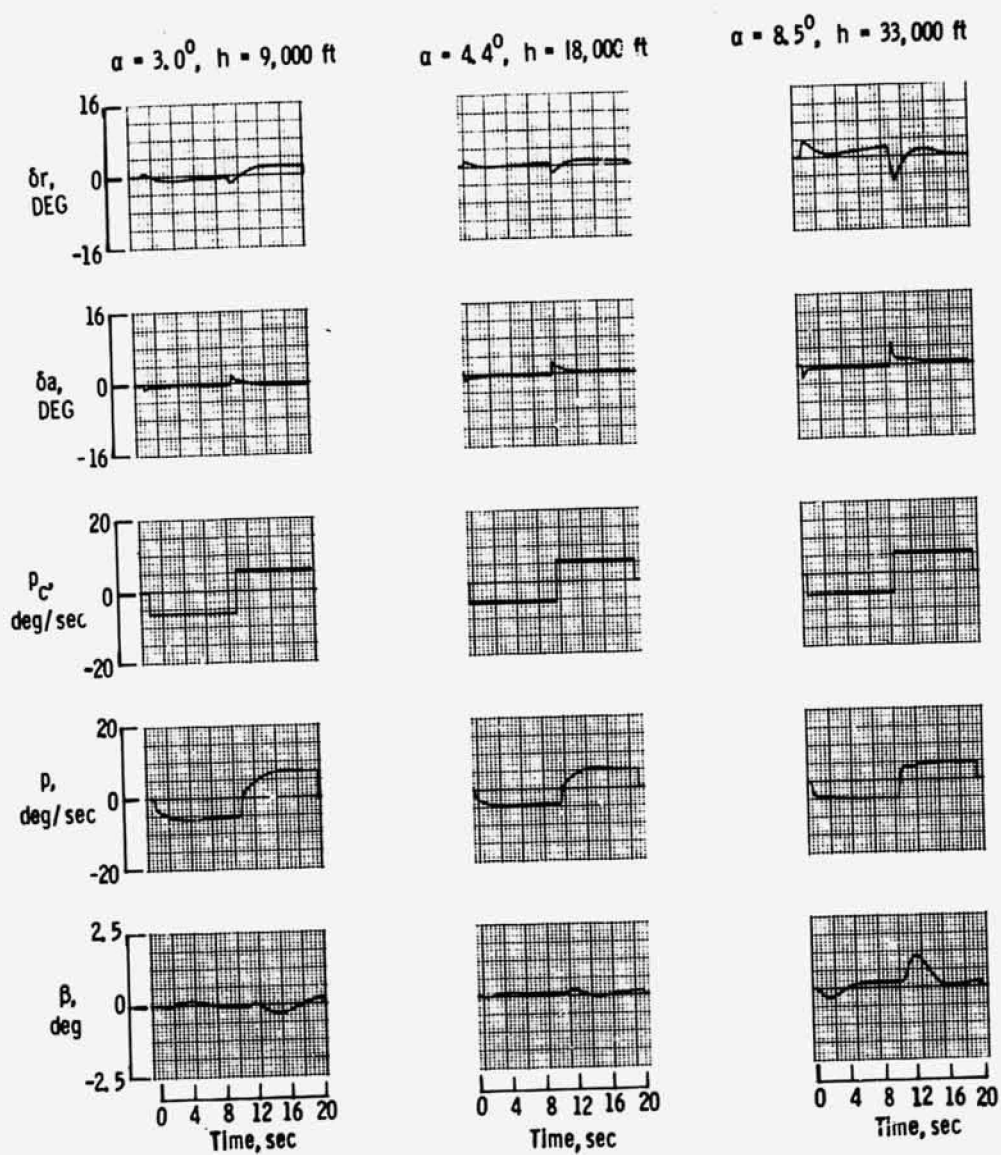 α = 3.0⁰, h = 9,000 ft
α = 4.4⁰, h = 18,000 ft
α = 8.5⁰, h = 33,000 ft
16
δr, DEG
0
-16
16
δa, DEG
0
-16
20
p_c, deg/sec
0
-20
20
p, deg/sec
0
-20
2.5
β, deg
0
-2.5
0 4 8 12 16 20
Time, sec
0 4 8 12 16 20
Time, sec
0 4 8 12 16 20
Time, sec